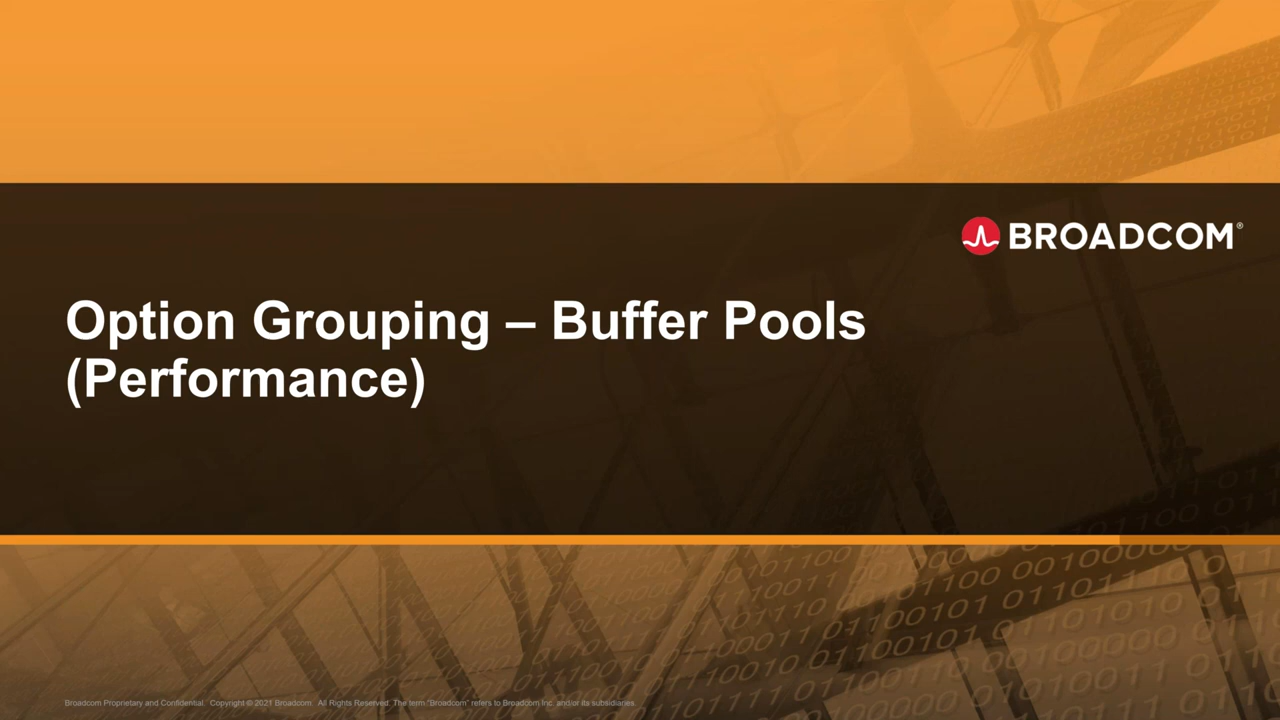 BROADCOM®
Option Grouping – Buffer Pools
(Performance)
Broadcom Proprietary and Confidential. Copyright © 2021 Broadcom. All Rights Reserved. The term "Broadcom" refers to Broadcom Inc. and/or its subsidiaries.